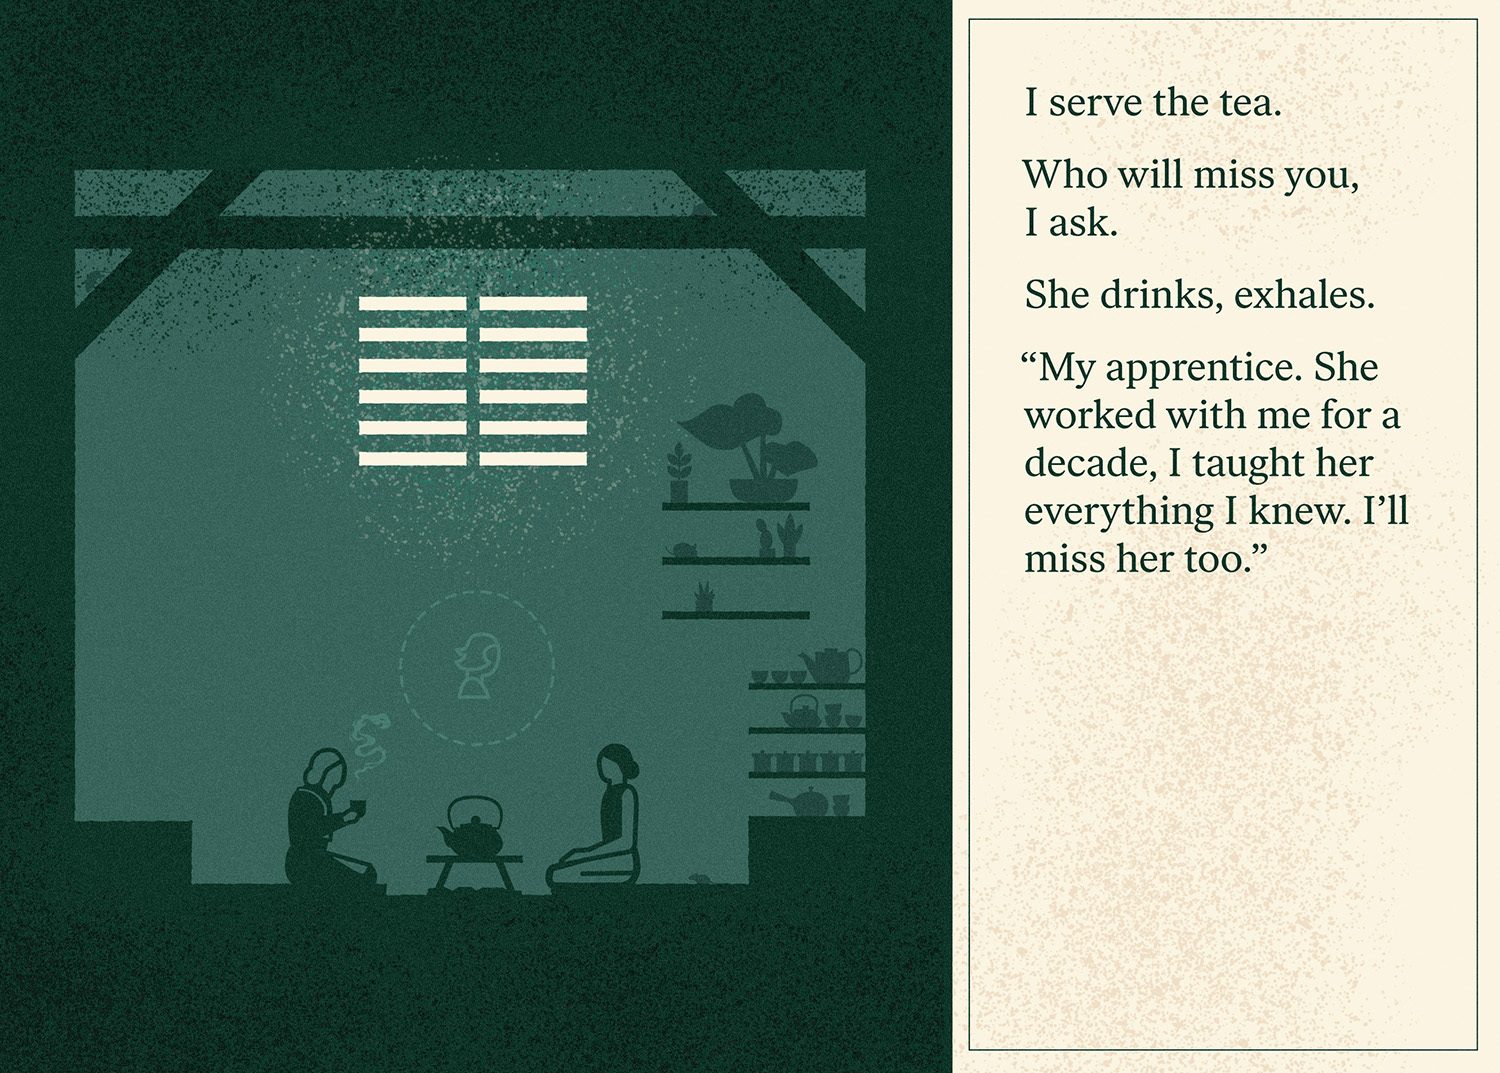 I serve the tea.
Who will miss you,
I ask.
She drinks, exhales.
“My apprentice. She
worked with me for a
decade, I taught her
everything I knew. I’ll
miss her too.”